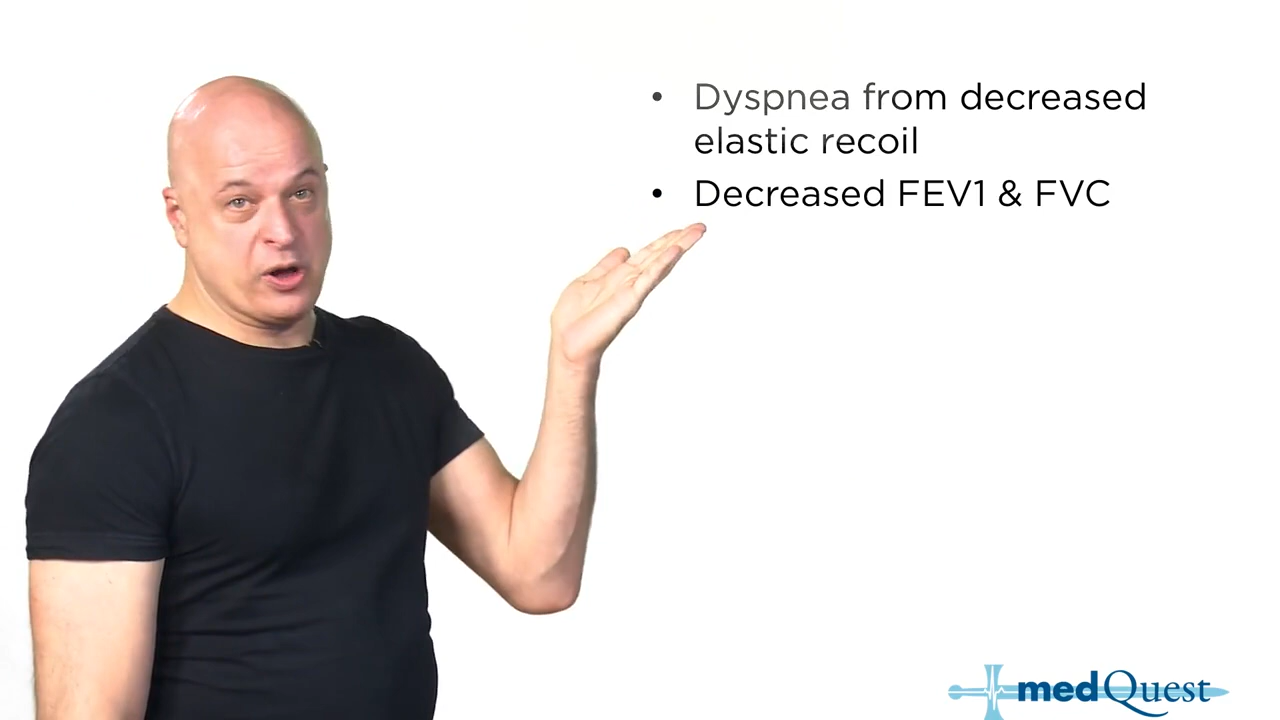 • Dyspnea from decreased
elastic recoil
• Decreased FEV1 & FVC
medQuest